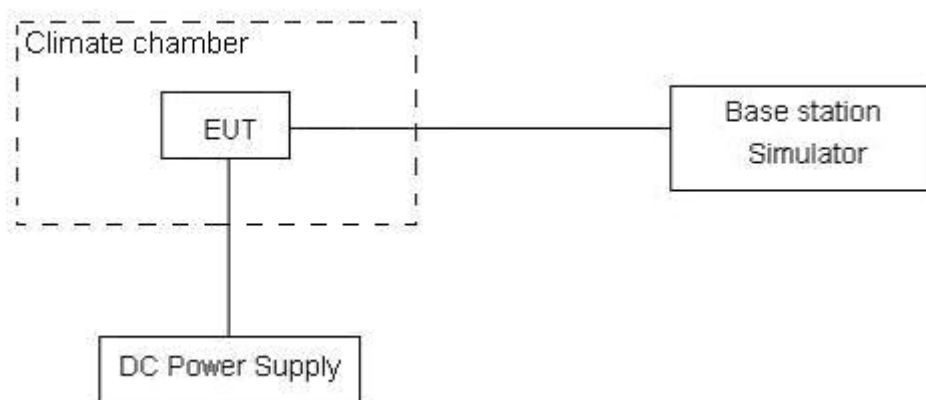 Climate chamber
EUT
Base station
Simulator
DC Power Supply